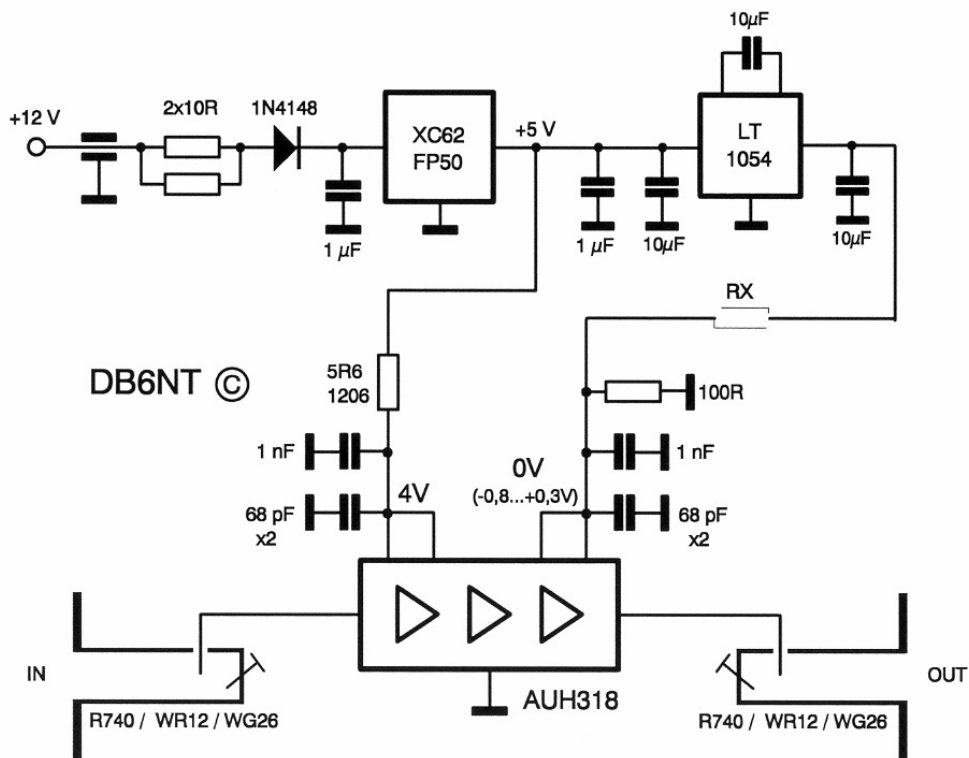 10µF
+12 V
2x10R
1N4148
XC62
FP50
+5 V
LT
1054
1 µF
1 µF
10µF
10µF
RX
DB6NT ©
5R6
1206
100R
1 nF
0V
1 nF
4V
(-0,8...+0,3V)
68 pF
x2
68 pF
x2
IN
OUT
AUH318
R740 / WR12 / WG26
R740 / WR12 / WG26